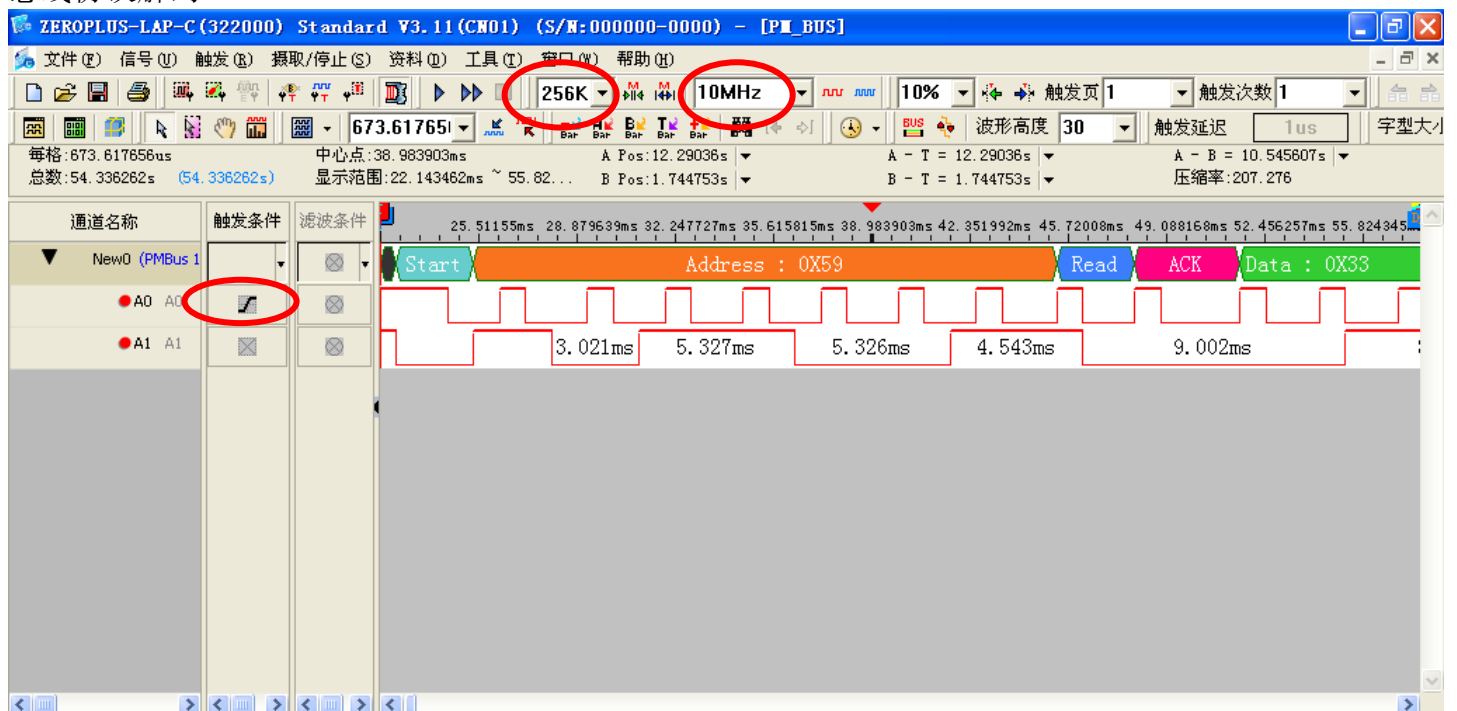 ZEROPLUS-LAP-C(322000) Standard V3.11(CN01) (S/N:000000-0000) - [PM_BUS]
文件(F) 信号(U) 触发(R) 摄取/停止(S) 资料(D) 工具(T) 窗口(W) 帮助(H)
256K 10MHz 10% 触发页 1 触发次数 1
673.6176 波形高度 30 触发延迟 1us 字型大小
每格:673.617656us 中心点:38.983903ms A Pos:12.29036s A - T = 12.29036s A - B = 10.545607s
总数:54.336262s (54.336262s) 显示范围:22.143462ms ~ 55.82... B Pos:1.744753s B - T = 1.744753s 压缩率:207.276
通道名称 触发条件 滤波条件 25.51155ms 28.879639ms 32.247727ms 35.615815ms 38.983903ms 42.351992ms 45.72008ms 49.088168ms 52.456257ms 55.824345
New0 (PMBus 1 Start Address : 0X59 Read ACK Data : 0X33
A0 A0
A1 A1 3.021ms 5.327ms 5.326ms 4.543ms 9.002ms